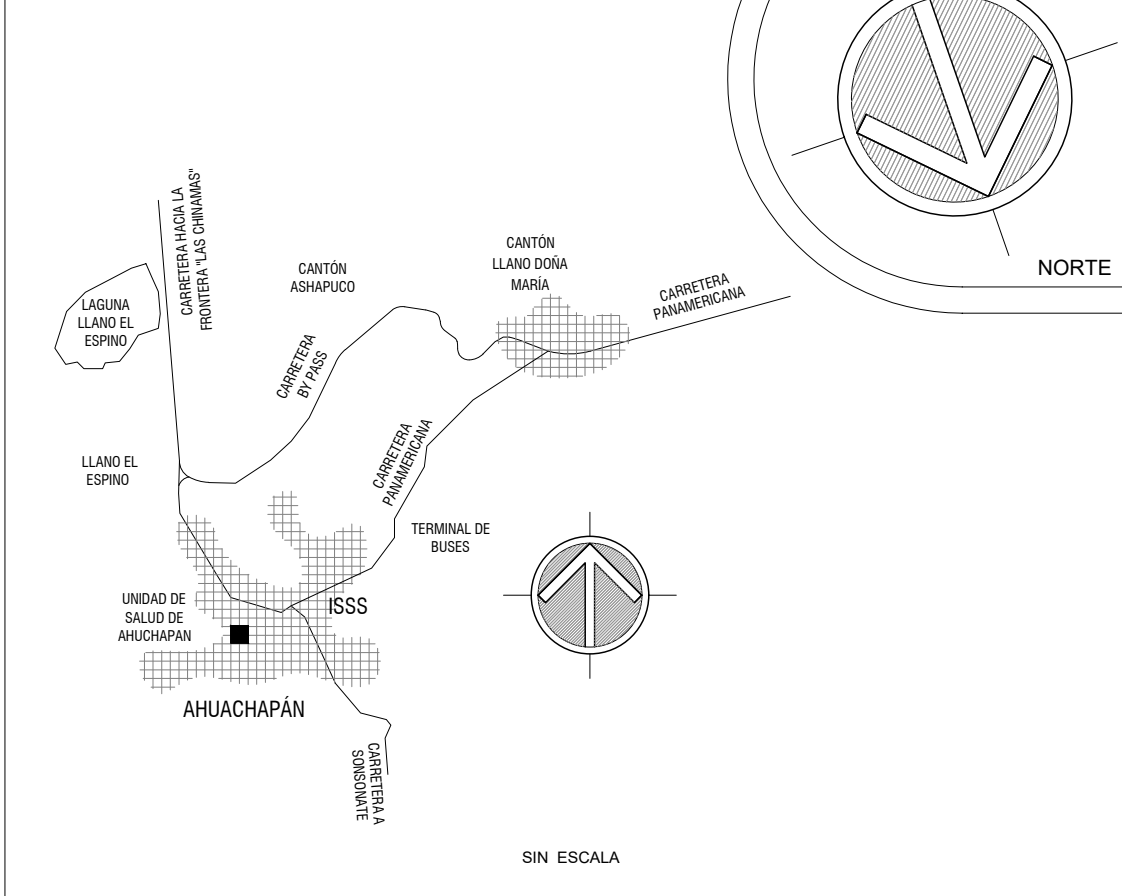 NORTE
CARRETERA HACIA LA
FRONTERA "LAS CHINAMAS"
LAGUNA
LLANO EL
ESPINO
CANTÓN
ASHAPUCO
CANTÓN
LLANO DOÑA
MARÍA
CARRETERA
PANAMERICANA
CARRETERA
BY PASS
CARRETERA
PANAMERICANA
LLANO EL
ESPINO
TERMINAL DE
BUSES
UNIDAD DE
SALUD DE
AHUCHAPAN
ISSS
AHUACHAPÁN
CARRETERA A
SONSONATE
SIN ESCALA